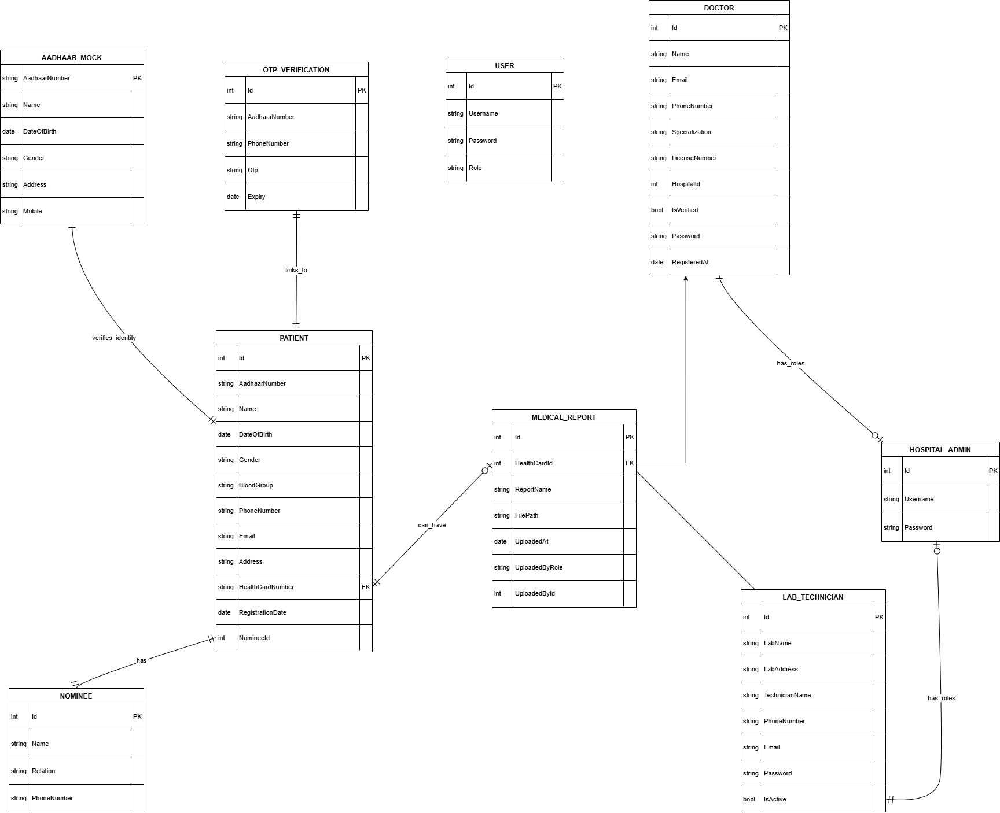 DOCTOR
int Id PK
string Name
string Email
string PhoneNumber
string Specialization
string LicenseNumber
int HospitalId
bool IsVerified
string Password
date RegisteredAt
AADHAAR_MOCK
string AadhaarNumber PK
string Name
date DateOfBirth
string Gender
string Address
string Mobile
OTP_VERIFICATION
int Id PK
string AadhaarNumber
string PhoneNumber
string Otp
date Expiry
USER
int Id PK
string Username
string Password
string Role
links_to
verifies_identity
has_roles
PATIENT
int Id PK
string AadhaarNumber
string Name
date DateOfBirth
string Gender
string BloodGroup
string PhoneNumber
string Email
string Address
string HealthCardNumber FK
date RegistrationDate
int NomineeId
can_have
MEDICAL_REPORT
int Id PK
int HealthCardId FK
string ReportName
string FilePath
date UploadedAt
string UploadedByRole
int UploadedById
HOSPITAL_ADMIN
int Id PK
string Username
string Password
has
NOMINEE
int Id PK
string Name
string Relation
string PhoneNumber
LAB_TECHNICIAN
int Id PK
string LabName
string LabAddress
string TechnicianName
string PhoneNumber
string Email
string Password
bool IsActive
has_roles